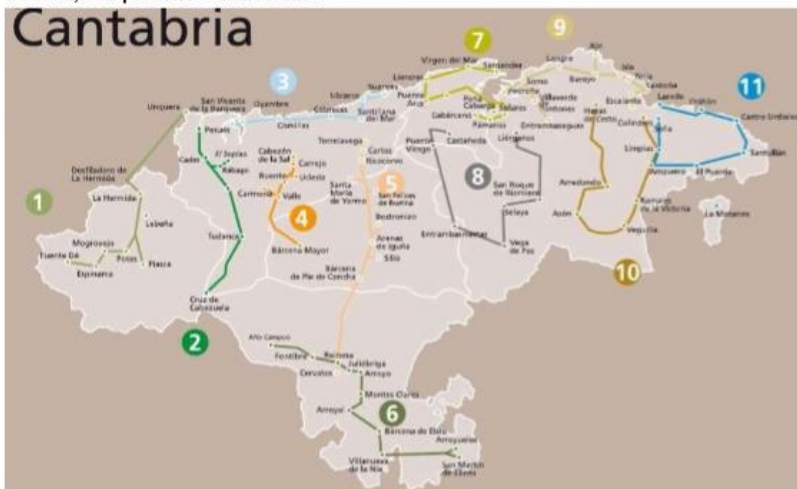 Cantabria
7
Virgen del Mar
Santander
9
Langre
Ajo
Isla
Noja
Santoña
Liencres
Puente
Arce
Peña
Cabarga
Solares
Somo
Pedreña
Bareyo
Escalante
11
Laredo
Castro Urdiales
3
San Vicente
de la Barquera
Oyambre
Comillas
Cóbreces
Ubiarco
Suances
Santillana
del Mar
Unquera
Pesués
Cabárceno
Pámanes
Entrambasaguas
Colindres
Limpias
Santullán
El Puente
Ampuero
Desfiladero de
La Hermida
Cades
Rábago
Cabezón
de la Sal
Carrejo
Ucieda
Ruente
Torrelavega
Cartes
Riocorvo
Puente
Viesgo
Castañeda
Liérganes
1
La Hermida
Carmona
Valle
Santa
María
de Yermo
5
San Felices
de Buelna
8
San Roque
de Riomiera
Arredondo
Ramales
de la Victoria
La Matanza
Lebeña
4
Selaya
Asón
Mogrovejo
Fuente Dé
Espinama
Potes
Piasca
Tudanca
Bárcena Mayor
Arenas
de Iguña
Silió
Entrambasmestas
Vega
de Pas
Veguilla
Bárcena
de Pie de Concha
10
Cruz de
Cabezuela
2
Alto Campoo
Fontibre
Reinosa
Cervatos
Julióbriga
Arroyo
Montes Claros
Arroyal
6
Bárcena de Ebro
Arroyuelos
Villanueva
de la Nía
San Martín
de Elines